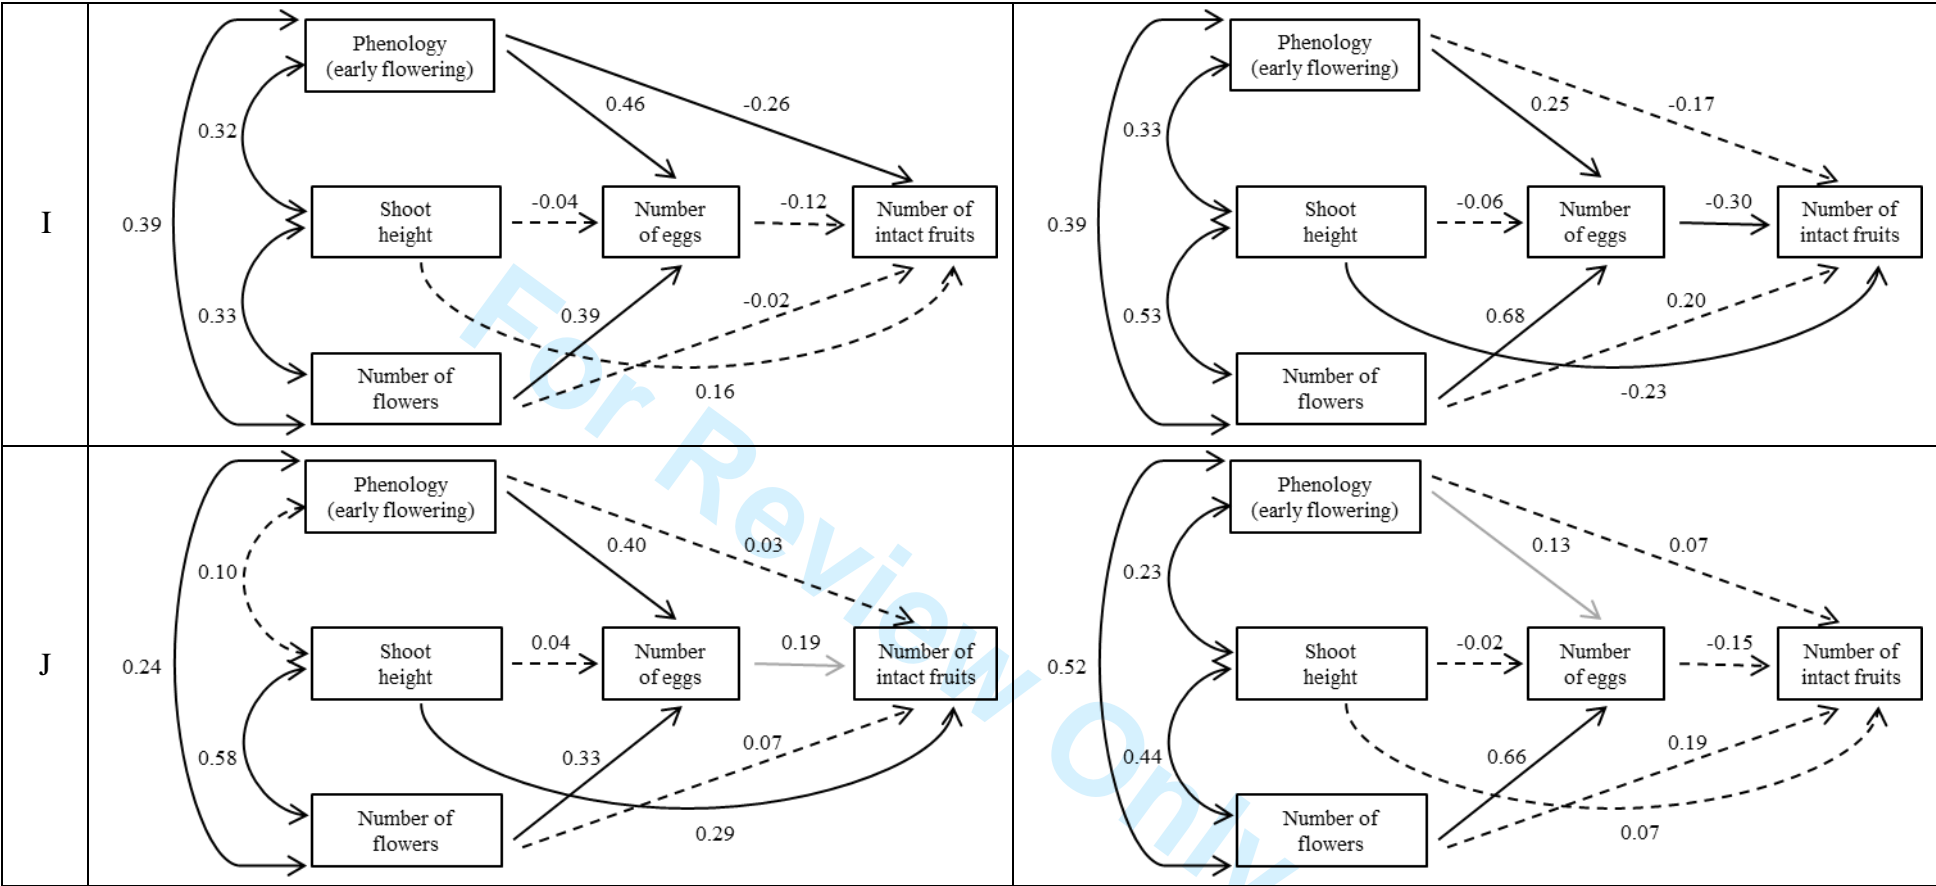 I
Phenology
(early flowering)
0.46
-0.26
0.32
0.39
Shoot
height
-0.04
Number
of eggs
-0.12
Number of
intact fruits
0.33
0.39
-0.02
Number of
flowers
0.16
Phenology
(early flowering)
0.25
-0.17
0.33
0.39
Shoot
height
-0.06
Number
of eggs
-0.30
Number of
intact fruits
0.53
0.68
0.20
Number of
flowers
-0.23
J
Phenology
(early flowering)
0.40
0.03
0.10
0.24
Shoot
height
0.04
Number
of eggs
0.19
Number of
intact fruits
0.58
0.33
0.07
Number of
flowers
0.29
Phenology
(early flowering)
0.13
0.07
0.23
0.52
Shoot
height
-0.02
Number
of eggs
-0.15
Number of
intact fruits
0.44
0.66
0.19
Number of
flowers
0.07
For Review Only